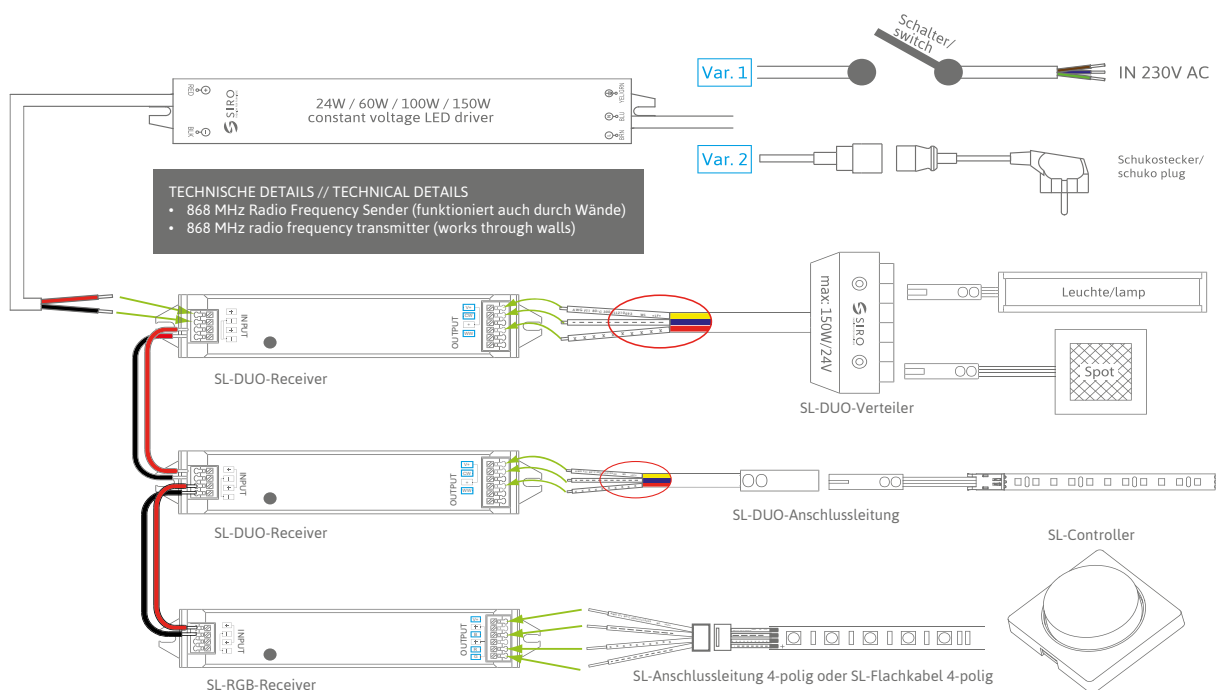 Schalter/
switch
Var. 1
IN 230V AC
RED
BLK
SIRO
24W / 60W / 100W / 150W
constant voltage LED driver
YEL/GRN
BLU
BRN
Var. 2
Schukostecker/
schuko plug
TECHNISCHE DETAILS // TECHNICAL DETAILS
• 868 MHz Radio Frequency Sender (funktioniert auch durch Wände)
• 868 MHz radio frequency transmitter (works through walls)
INPUT
OUTPUT
V+
CW
WW
SL-DUO-Receiver
max: 150W/24V
SIRO
SL-DUO-Verteiler
Leuchte/lamp
Spot
INPUT
OUTPUT
V+
CW
WW
SL-DUO-Receiver
SL-DUO-Anschlussleitung
SL-Controller
INPUT
OUTPUT
SL-RGB-Receiver
SL-Anschlussleitung 4-polig oder SL-Flachkabel 4-polig